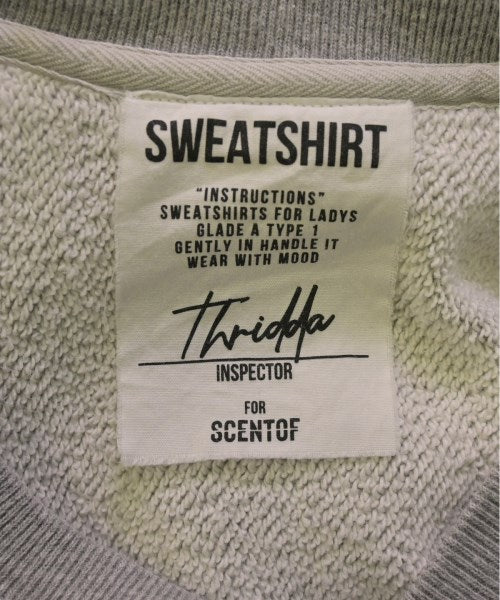 SWEATSHIRT
"INSTRUCTIONS"
SWEATSHIRTS FOR LADYS
GLADE A TYPE 1
GENTLY IN HANDLE IT
WEAR WITH MOOD
Thridda
INSPECTOR
FOR
SCENTOF